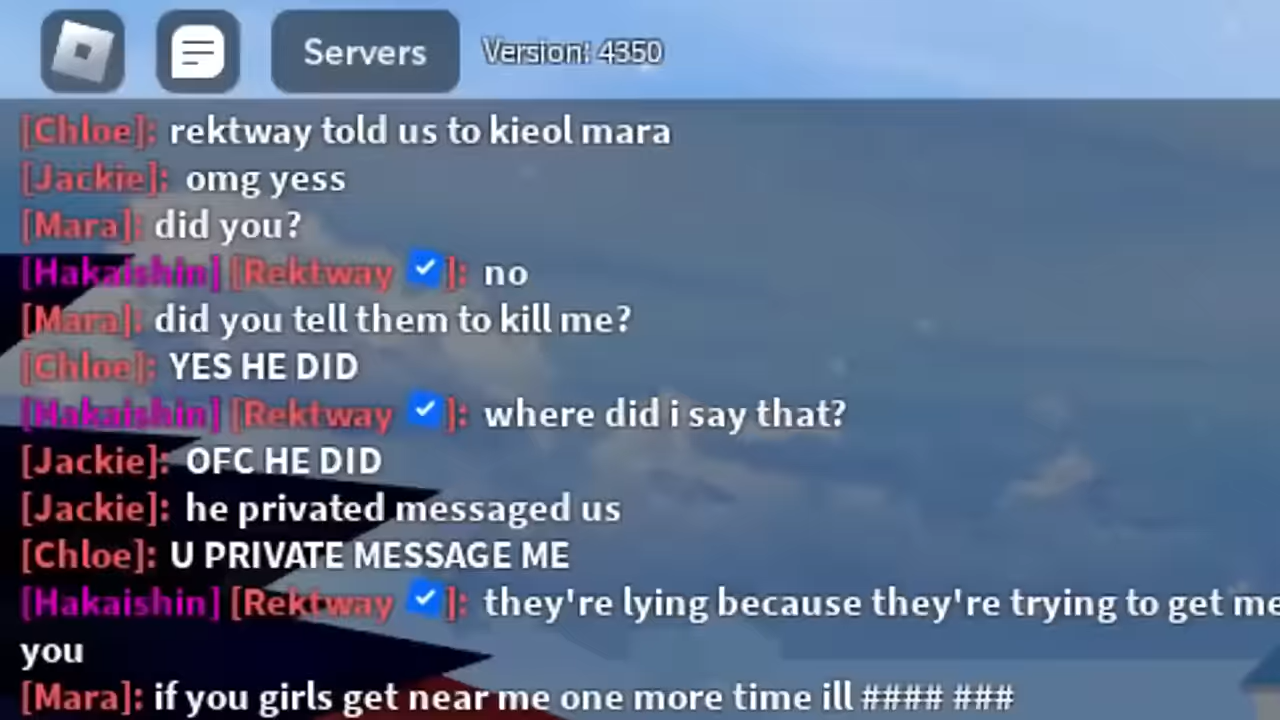 Servers Version: 4350
[Chloe]: rektway told us to kieol mara
[Jackie]: omg yess
[Mara]: did you?
[Hakaishin] [Rektway ]: no
[Mara]: did you tell them to kill me?
[Chloe]: YES HE DID
[Hakaishin] [Rektway ]: where did i say that?
[Jackie]: OFC HE DID
[Jackie]: he privated messaged us
[Chloe]: U PRIVATE MESSAGE ME
[Hakaishin] [Rektway ]: they're lying because they're trying to get me
you
[Mara]: if you girls get near me one more time ill #### ###